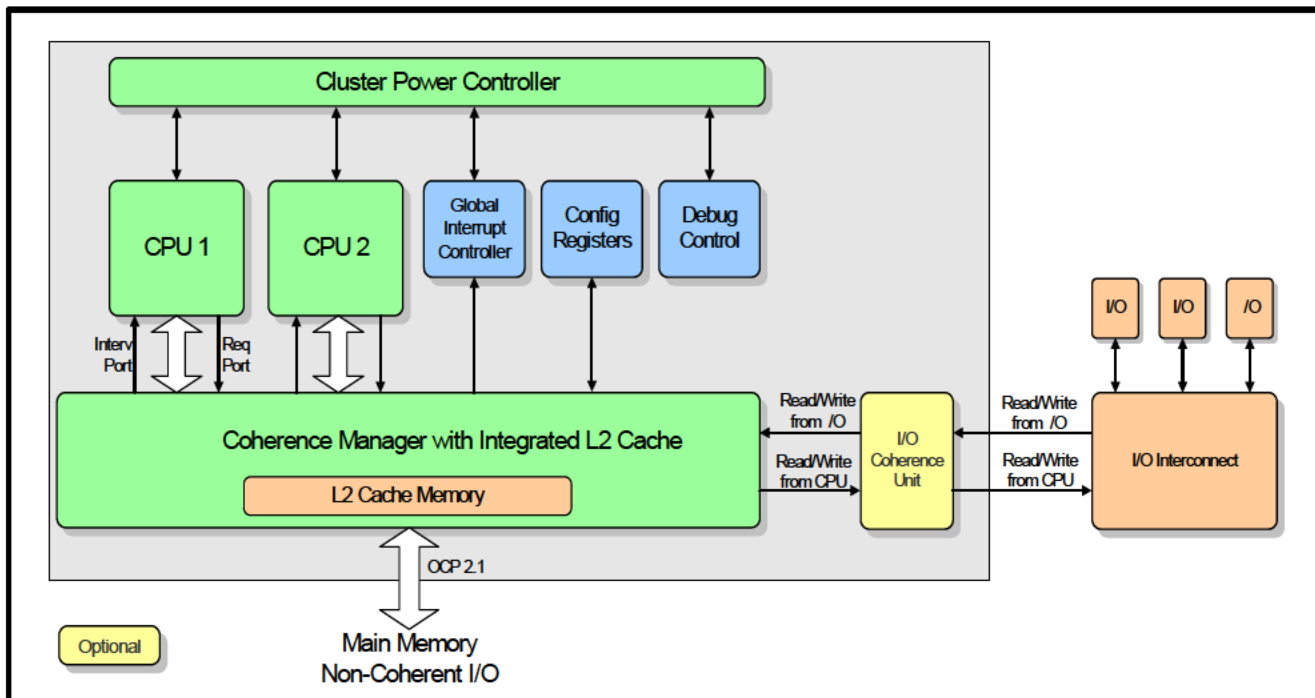 Cluster Power Controller
CPU 1
CPU 2
Global
Interrupt
Controller
Config
Registers
Debug
Control
I/O
I/O
/O
Interv
Port
Req
Port
Coherence Manager with Integrated L2 Cache
L2 Cache Memory
Read/Write
from /O
Read/Write
from CPU
I/O
Coherence
Unit
Read/Write
from /O
Read/Write
from CPU
I/O Interconnect
OCP 2.1
Main Memory
Non-Coherent I/O
Optional